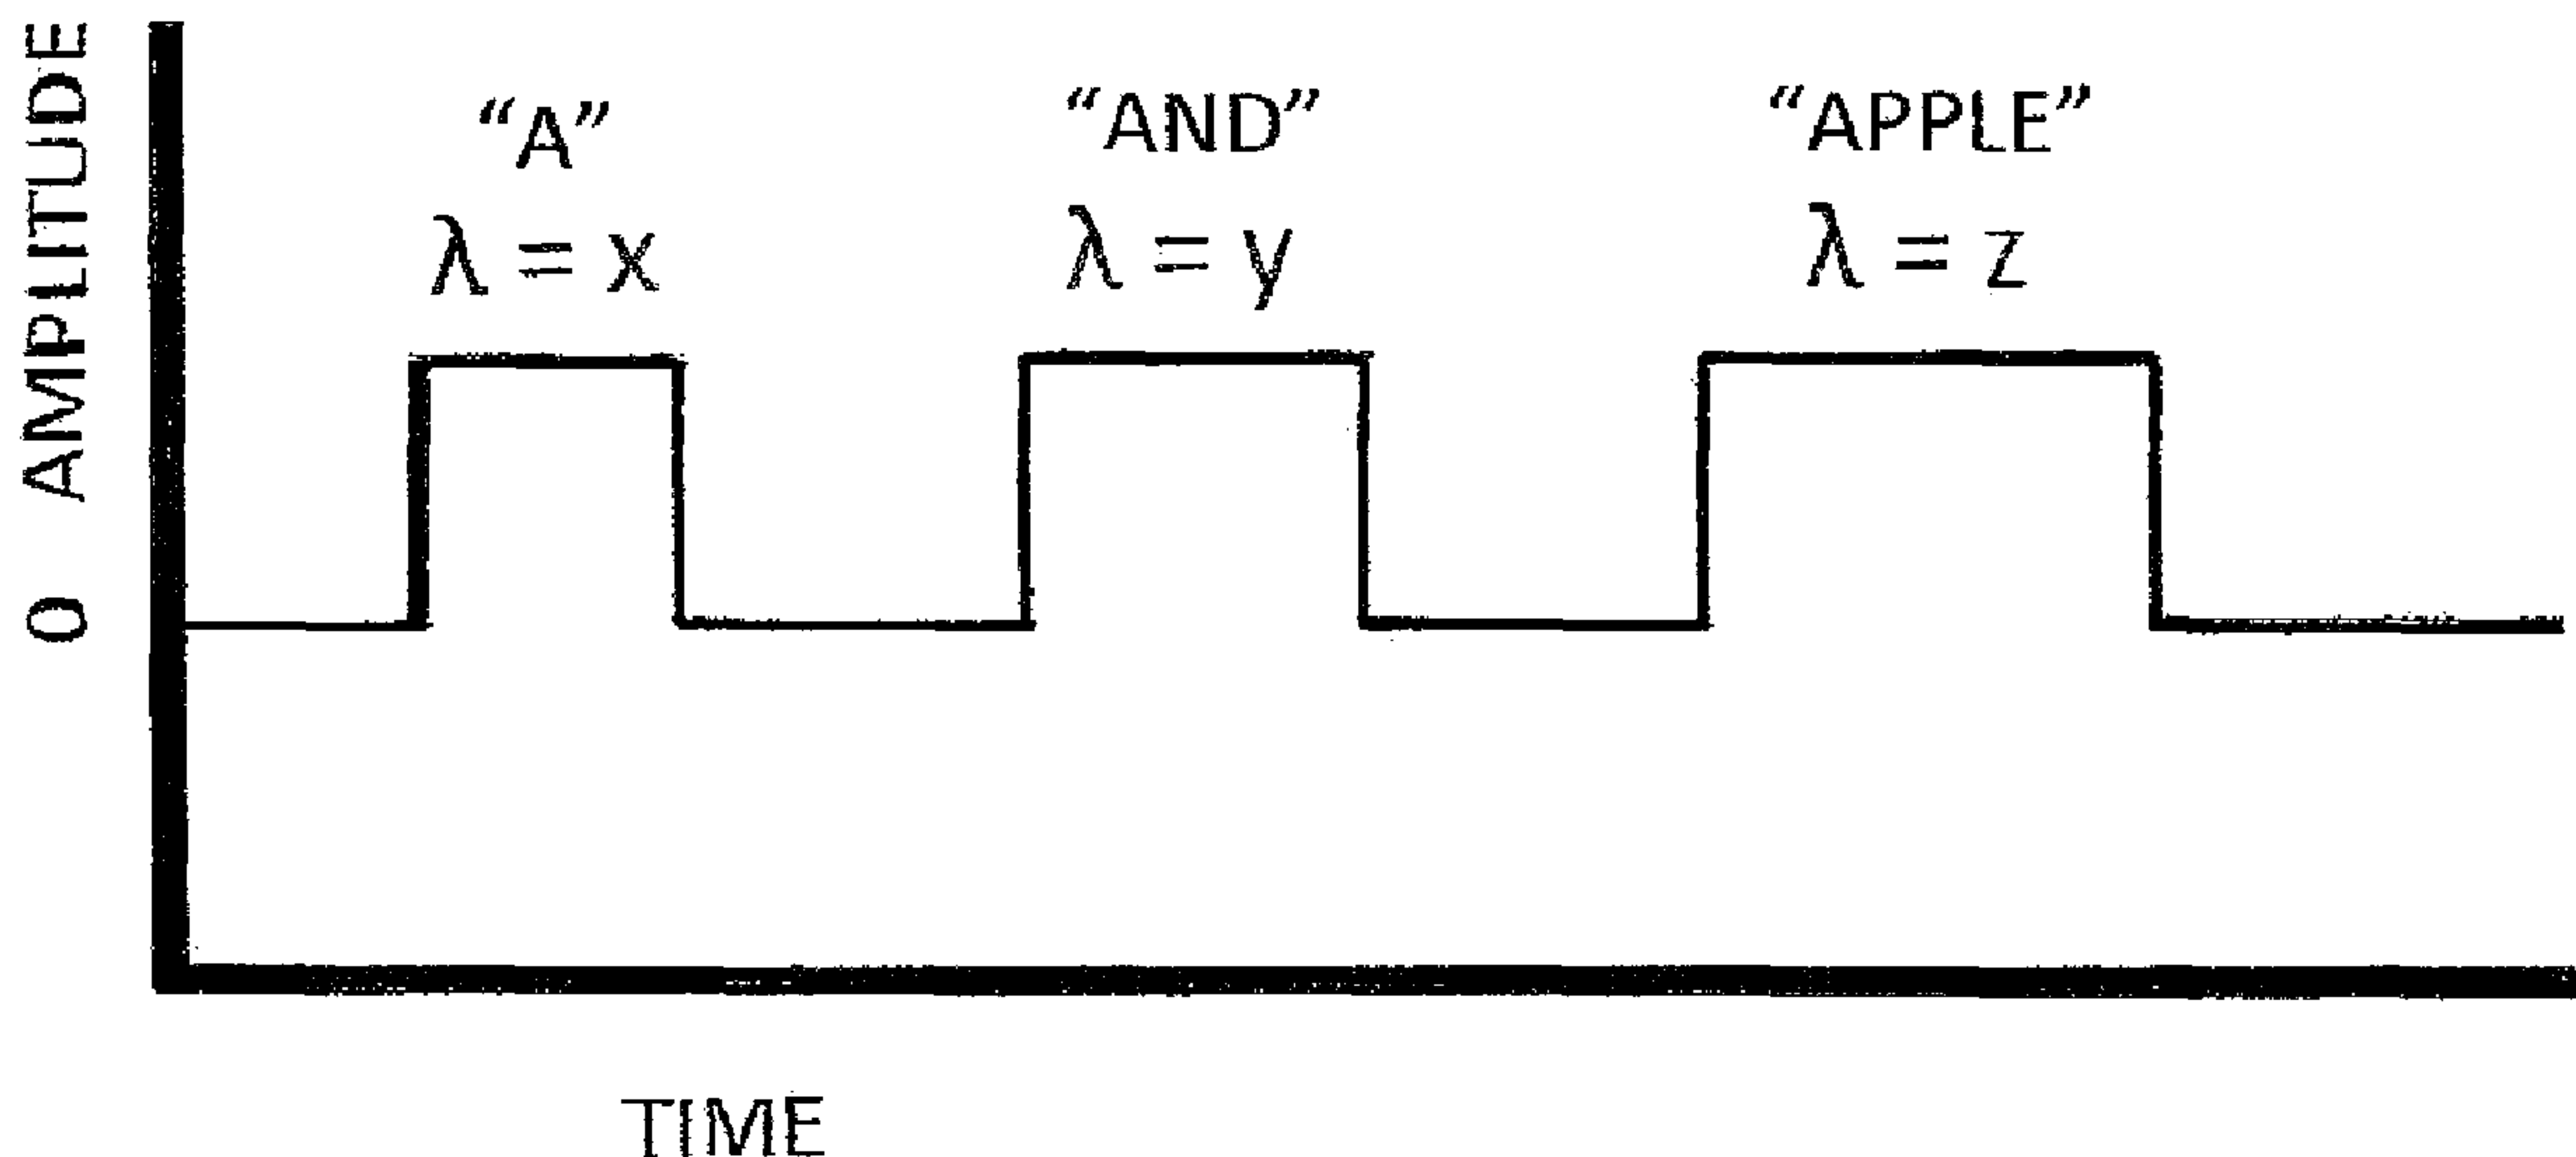 0 AMPLITUDE
“A”
λ = x
“AND”
λ = y
“APPLE”
λ = z
TIME